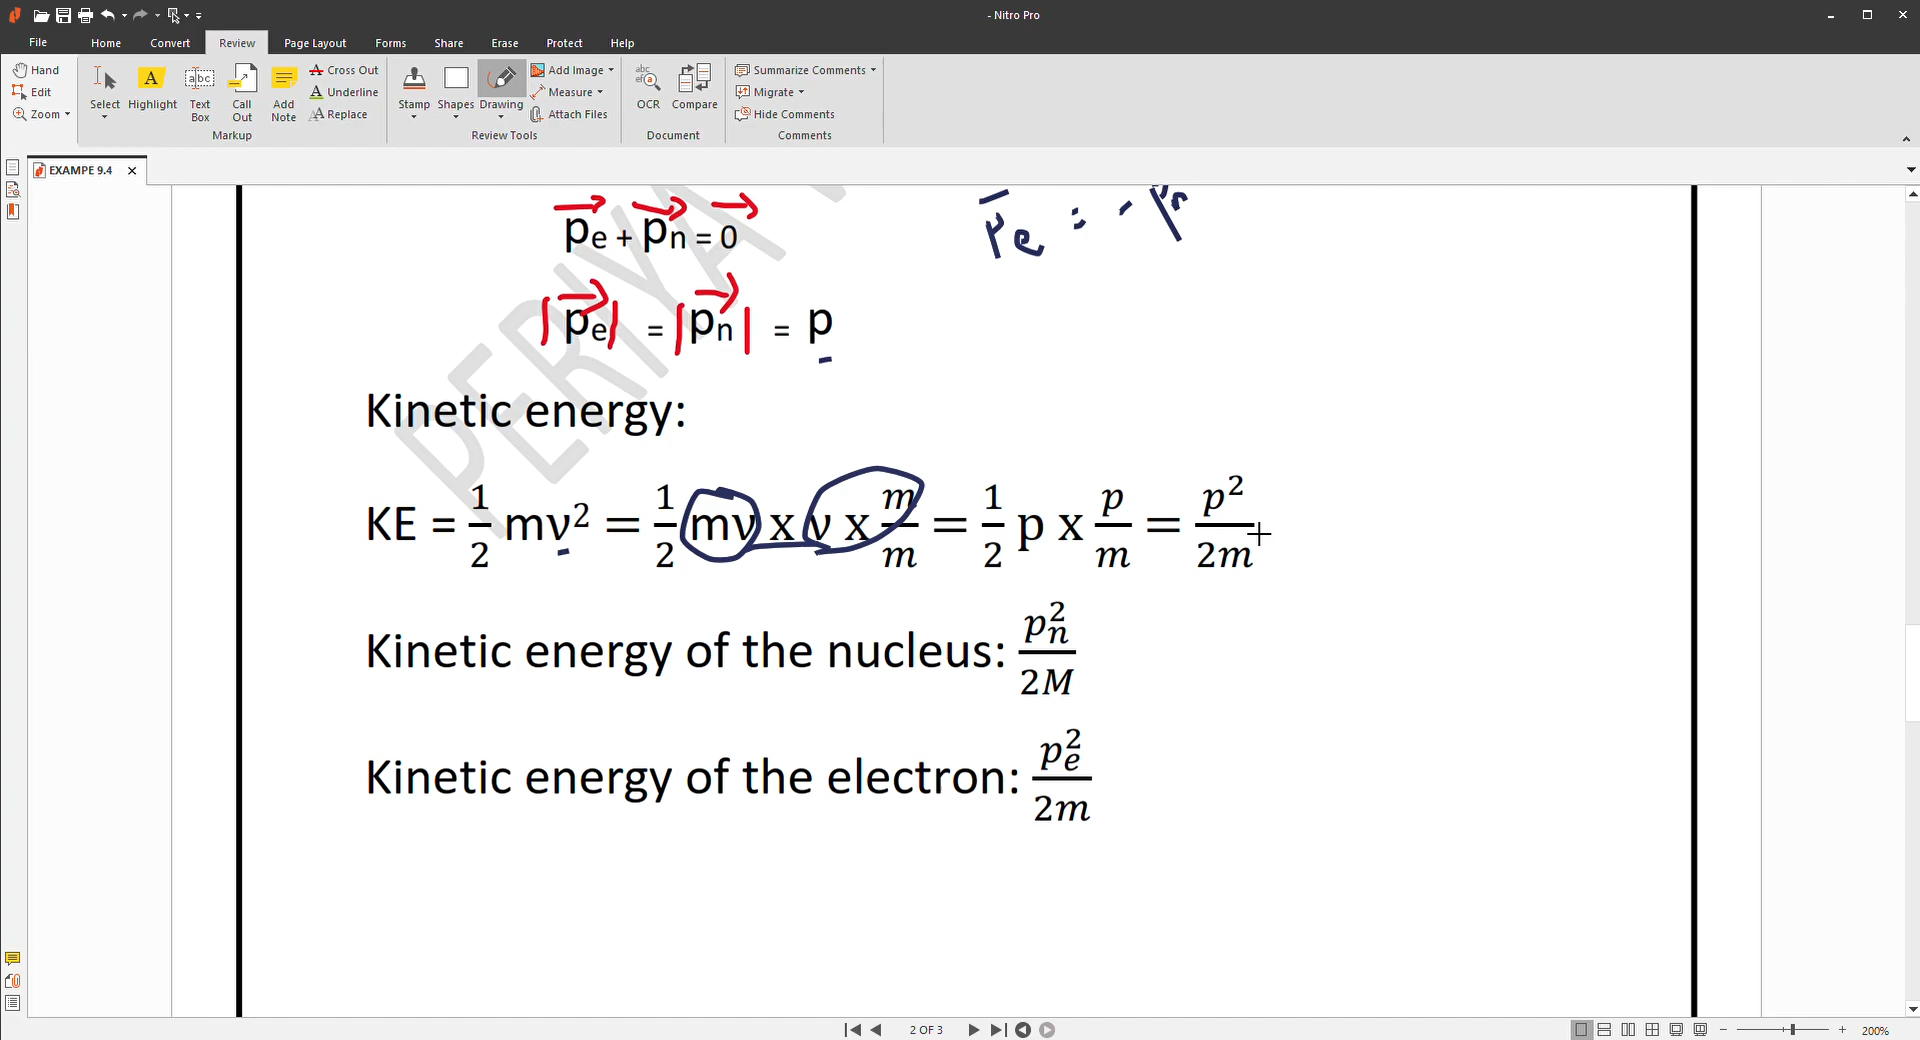 - Nitro Pro
File Home Convert Review Page Layout Forms Share Erase Protect Help
Hand
Edit
Zoom
Select
Highlight
Text Box
Call Out
Add Note
Cross Out
Underline
Replace
Markup
Stamp
Shapes
Drawing
Add Image
Measure
Attach Files
Review Tools
OCR
Compare
Document
Summarize Comments
Migrate
Hide Comments
Comments
EXAMPE 9.4
p⃗e + p⃗n = 0⃗
p̄e = - pn
|p⃗e| = |p⃗n| = p
PERIYA
Kinetic energy:
KE = 1/2 mv² = 1/2 mv x v x m/m = 1/2 p x p/m = p²/2m
Kinetic energy of the nucleus: pₙ²/2M
Kinetic energy of the electron: pₑ²/2m
2 OF 3
200%